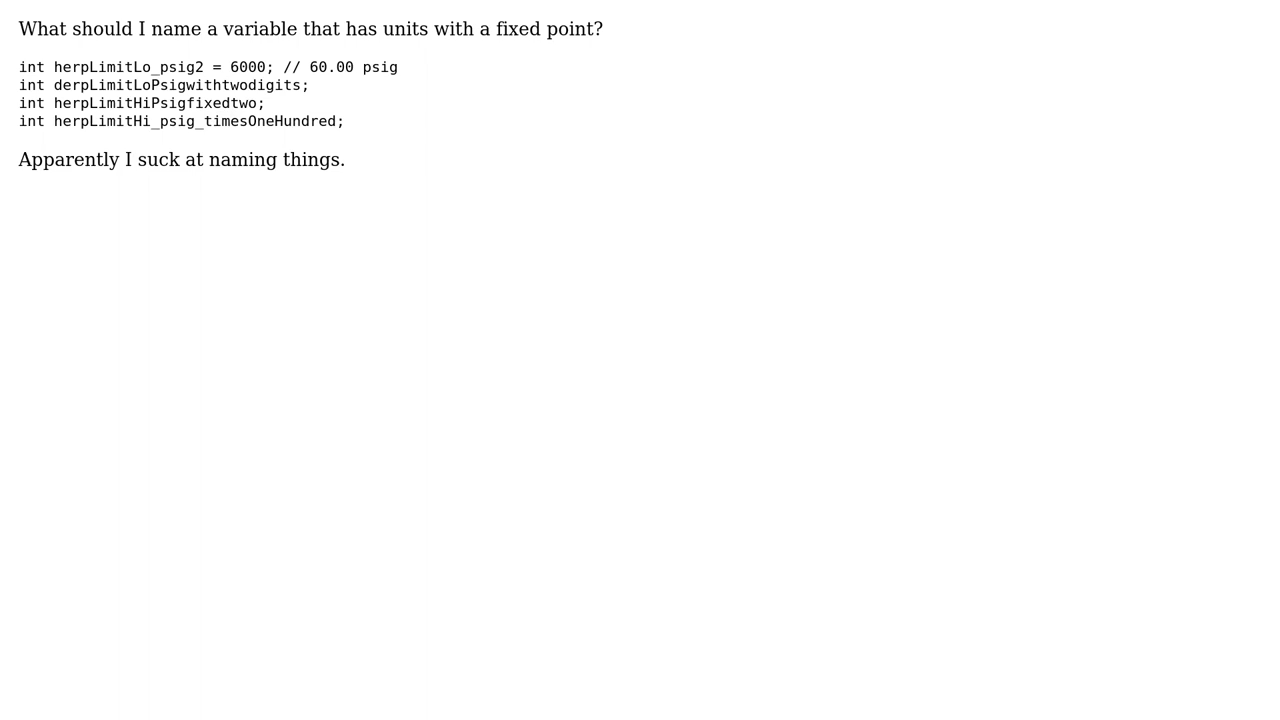 What should I name a variable that has units with a fixed point?
int herpLimitLo_psig2 = 6000; // 60.00 psig
int derpLimitLoPsigwithtwodigits;
int herpLimitHiPsigfixedtwo;
int herpLimitHi_psig_timesOneHundred;
Apparently I suck at naming things.